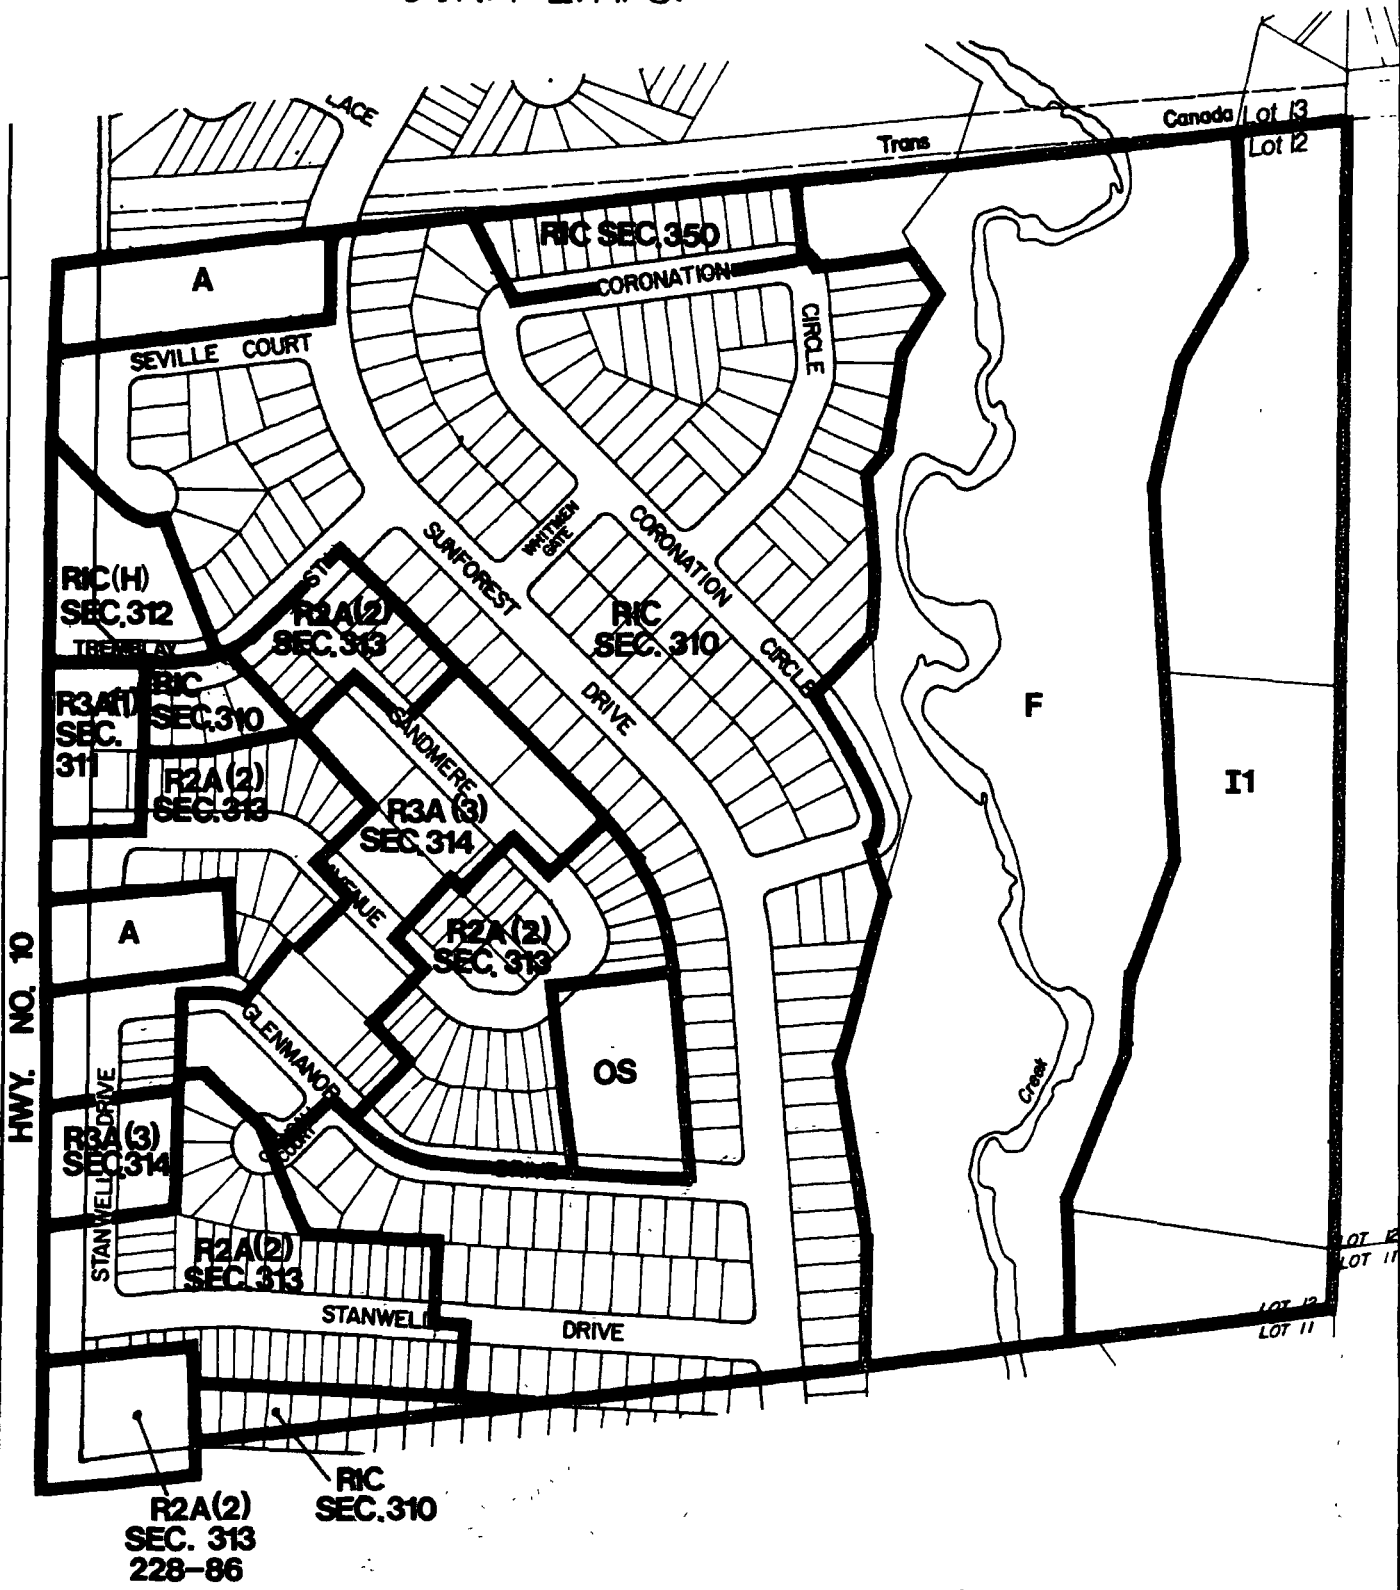 LACE
Canada
Lot 13
Trans
Lot 12
RIC SEC. 350
A
CORONATION
CIRCLE
SEVILLE COURT
WHITWEN
GATE
SUNFOREST
CORONATION
RIC(H)
SEC. 312
R2A(2)
SEC. 313
RIC
SEC. 310
CIRCLE
TREMBLAY
RIC
SEC. 310
R3A(1)
SEC.
311
DRIVE
F
SANDMERE
R2A(2)
SEC. 313
I1
R3A (3)
SEC. 314
AVENUE
A
R2A(2)
SEC. 313
HWY. NO. 10
GLENMANOR
OS
Creek
STANWELL DRIVE
R3A(3)
SEC. 314
COURT
DRIVE
R2A(2)
SEC. 313
LOT 12
LOT 11
STANWELL
DRIVE
LOT 12
LOT 11
RIC
SEC. 310
R2A(2)
SEC. 313
228-86